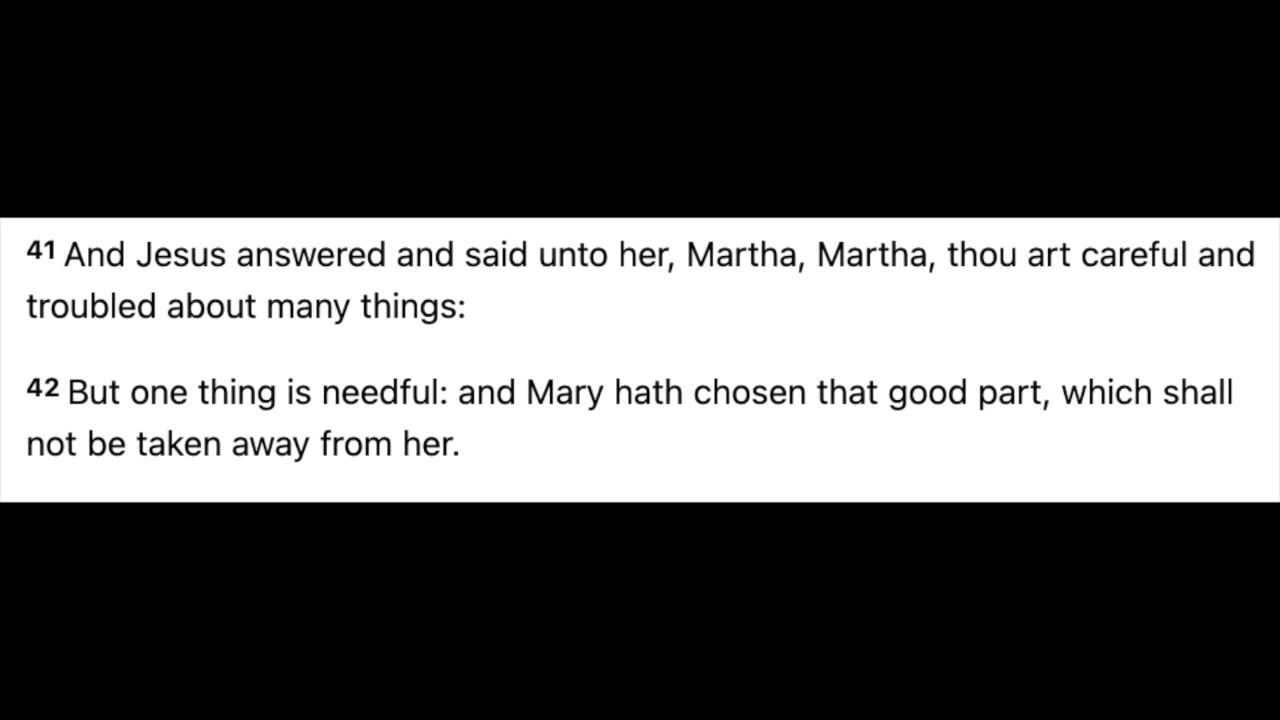 41 And Jesus answered and said unto her, Martha, Martha, thou art careful and
troubled about many things:
42 But one thing is needful: and Mary hath chosen that good part, which shall
not be taken away from her.